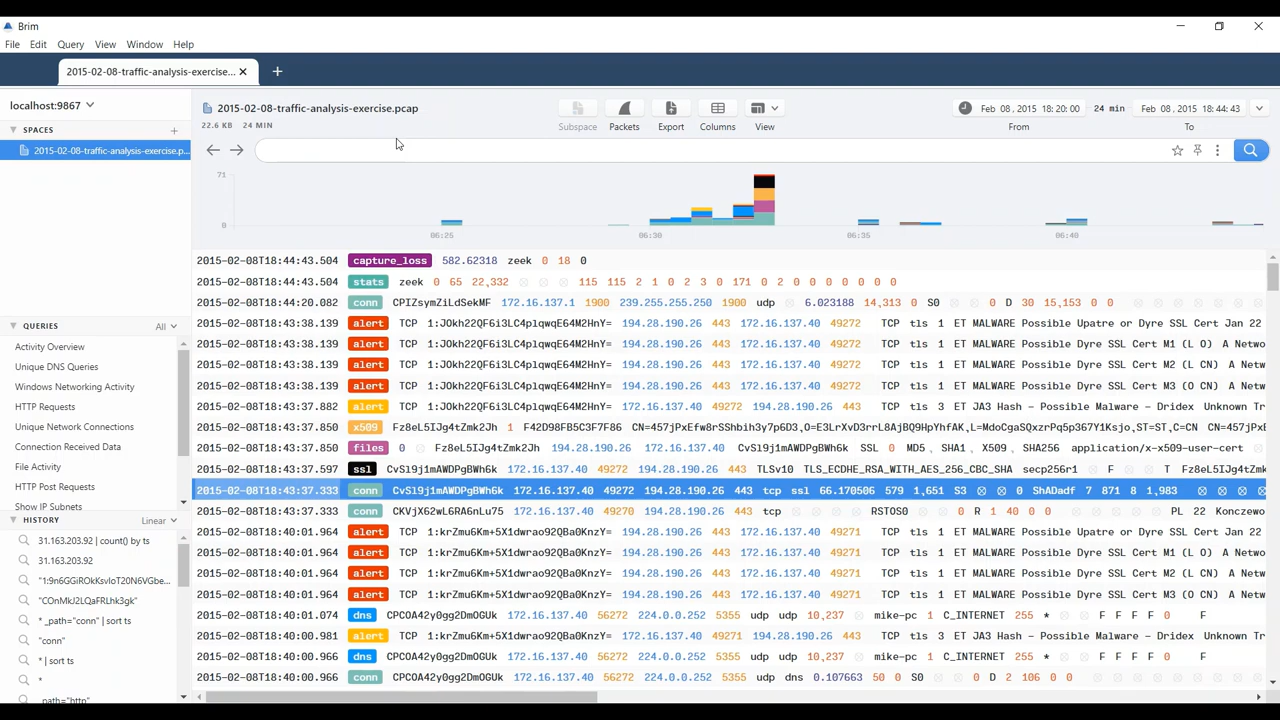 Brim
File Edit Query View Window Help
2015-02-08-traffic-analysis-exercise...
localhost:9867
SPACES
2015-02-08-traffic-analysis-exercise.p...
2015-02-08-traffic-analysis-exercise.pcap
22.6 KB 24 MIN
Subspace Packets Export Columns View
Feb 08 , 2015 18:20:00 24 min Feb 08 , 2015 18:44:43
From To
71
0
06:25 06:30 06:35 06:40
QUERIES All
Activity Overview
Unique DNS Queries
Windows Networking Activity
HTTP Requests
Unique Network Connections
Connection Received Data
File Activity
HTTP Post Requests
Show IP Subnets
HISTORY Linear
31.163.203.92 | count() by ts
31.163.203.92
"1:9n6GGiROkKsvIoT20N6VGbe...
"COnMkJ2LQaFRLhk3gk"
* _path="conn" | sort ts
"conn"
* | sort ts
*
_path="http"
2015-02-08T18:44:43.504 capture_loss 582.62318 zeek 0 18 0
2015-02-08T18:44:43.504 stats zeek 0 65 22,332 115 115 2 1 0 2 3 0 171 0 2 0 0 0 0 0 0
2015-02-08T18:44:20.082 conn CPIZsymZiLdSekMF 172.16.137.1 1900 239.255.255.250 1900 udp 6.023188 14,313 0 S0 0 D 30 15,153 0 0
2015-02-08T18:43:38.139 alert TCP 1:JOkh22QF6i3LC4plqwqE64M2HnY= 194.28.190.26 443 172.16.137.40 49272 TCP tls 1 ET MALWARE Possible Upatre or Dyre SSL Cert Jan 22
2015-02-08T18:43:38.139 alert TCP 1:JOkh22QF6i3LC4plqwqE64M2HnY= 194.28.190.26 443 172.16.137.40 49272 TCP tls 1 ET MALWARE Possible Dyre SSL Cert M1 (L O) A Netwo
2015-02-08T18:43:38.139 alert TCP 1:JOkh22QF6i3LC4plqwqE64M2HnY= 194.28.190.26 443 172.16.137.40 49272 TCP tls 1 ET MALWARE Possible Dyre SSL Cert M2 (L CN) A Netwo
2015-02-08T18:43:38.139 alert TCP 1:JOkh22QF6i3LC4plqwqE64M2HnY= 194.28.190.26 443 172.16.137.40 49272 TCP tls 1 ET MALWARE Possible Dyre SSL Cert M3 (O CN) A Netwo
2015-02-08T18:43:37.882 alert TCP 1:JOkh22QF6i3LC4plqwqE64M2HnY= 172.16.137.40 49272 194.28.190.26 443 TCP tls 3 ET JA3 Hash - Possible Malware - Dridex Unknown Tr
2015-02-08T18:43:37.850 x509 Fz8eL5IJg4tZmk2Jh 1 F42D98FB5C3F7F86 CN=457jPxEfw8rSShbih3y7p6D3,O=E3LrXvD3rrL8AjBQ9HpYhfAK,L=MdoCgaSQxzrPq5p367Y1Ksjo,ST=ST,C=CN CN=457jPxE
2015-02-08T18:43:37.850 files 0 Fz8eL5IJg4tZmk2Jh 194.28.190.26 172.16.137.40 CvSl9j1mAWDPgBWh6k SSL 0 MD5, SHA1, X509, SHA256 application/x-x509-user-cert
2015-02-08T18:43:37.597 ssl CvSl9j1mAWDPgBWh6k 172.16.137.40 49272 194.28.190.26 443 TLSv10 TLS_ECDHE_RSA_WITH_AES_256_CBC_SHA secp256r1 F T Fz8eL5IJg4tZmk2
2015-02-08T18:43:37.333 conn CvSl9j1mAWDPgBWh6k 172.16.137.40 49272 194.28.190.26 443 tcp ssl 66.170506 579 1,651 S3 0 ShADadf 7 871 8 1,983
2015-02-08T18:43:37.333 conn CKVjX62wL6RA6nLu75 172.16.137.40 49270 194.28.190.26 443 tcp RSTOS0 0 R 1 40 0 0 PL 22 Konczewo
2015-02-08T18:40:01.964 alert TCP 1:krZmu6Km+5X1dwrao92QBa0KnzY= 194.28.190.26 443 172.16.137.40 49271 TCP tls 1 ET MALWARE Possible Upatre or Dyre SSL Cert Jan 22
2015-02-08T18:40:01.964 alert TCP 1:krZmu6Km+5X1dwrao92QBa0KnzY= 194.28.190.26 443 172.16.137.40 49271 TCP tls 1 ET MALWARE Possible Dyre SSL Cert M1 (L O) A Netwo
2015-02-08T18:40:01.964 alert TCP 1:krZmu6Km+5X1dwrao92QBa0KnzY= 194.28.190.26 443 172.16.137.40 49271 TCP tls 1 ET MALWARE Possible Dyre SSL Cert M2 (L CN) A Netwo
2015-02-08T18:40:01.964 alert TCP 1:krZmu6Km+5X1dwrao92QBa0KnzY= 194.28.190.26 443 172.16.137.40 49271 TCP tls 1 ET MALWARE Possible Dyre SSL Cert M3 (O CN) A Netwo
2015-02-08T18:40:01.074 dns CPCOA42y0gg2DmOGUk 172.16.137.40 56272 224.0.0.252 5355 udp udp 10,237 mike-pc 1 C_INTERNET 255 * F F F F 0 F
2015-02-08T18:40:00.981 alert TCP 1:krZmu6Km+5X1dwrao92QBa0KnzY= 172.16.137.40 49271 194.28.190.26 443 TCP tls 3 ET JA3 Hash - Possible Malware - Dridex Unknown Tr
2015-02-08T18:40:00.966 dns CPCOA42y0gg2DmOGUk 172.16.137.40 56272 224.0.0.252 5355 udp udp 10,237 mike-pc 1 C_INTERNET 255 * F F F F 0 F
2015-02-08T18:40:00.966 conn CPCOA42y0gg2DmOGUk 172.16.137.40 56272 224.0.0.252 5355 udp dns 0.107663 50 0 S0 0 D 2 106 0 0